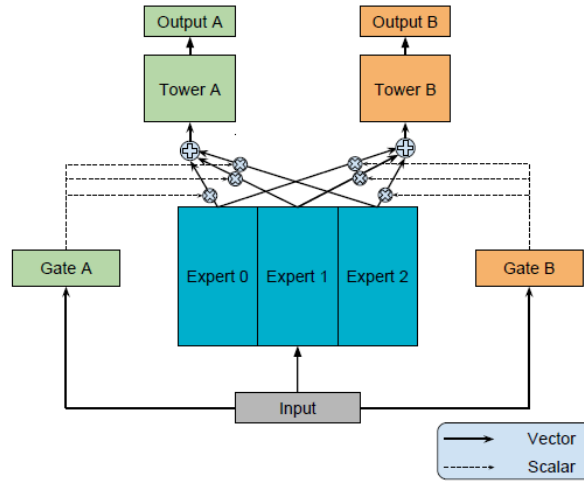 Output A
Output B
Tower A
Tower B
Gate A
Expert 0
Expert 1
Expert 2
Gate B
Input
Vector
Scalar